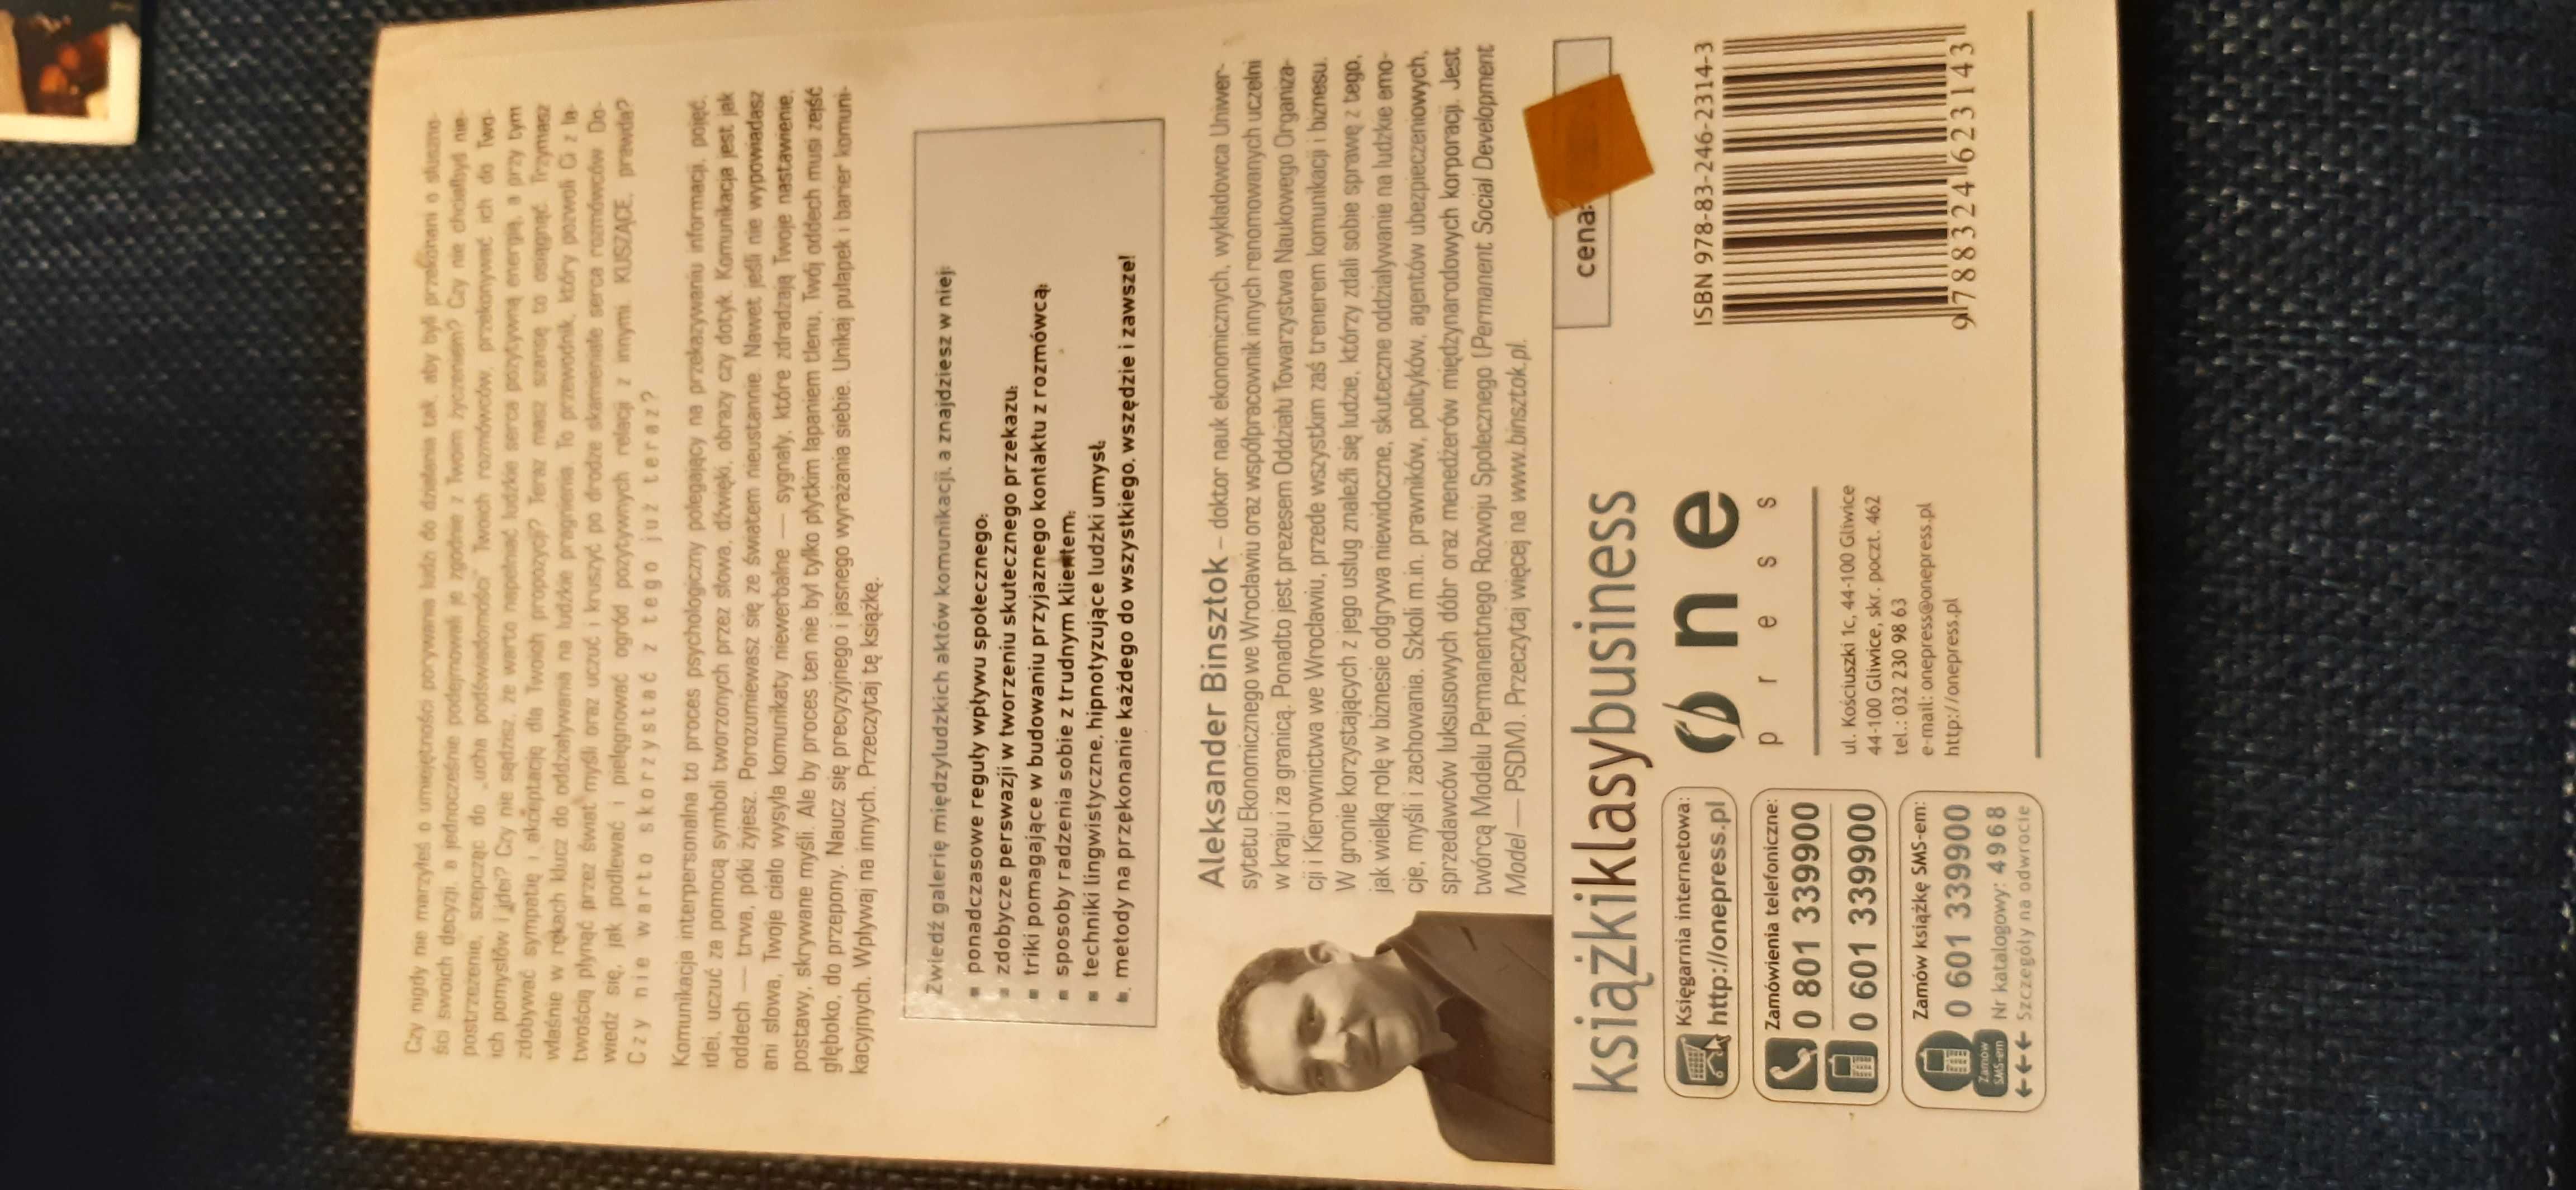 Czy nigdy nie marzyłeś o umiejętności porywania ludzi do działania tak, aby byli przekonani o słuszno-
ści swoich decyzji, a jednocześnie podejmowali je zgodnie z Twoim życzeniem? Czy nie chciałbyś nie-
postrzeżenie, szepcząc do „ucha podświadomości” Twoich rozmówców, przekonywać ich do Two-
ich pomysłów i idei? Czy nie sądzisz, że warto napełniać ludzkie serca pozytywną energią, a przy tym
zdobywać sympatię i akceptację dla Twoich propozycji? Teraz masz szansę to osiągnąć. Trzymasz
właśnie w rękach klucz do oddziaływania na ludzkie pragnienia. To przewodnik, który pozwoli Ci z ła-
twością płynąć przez świat myśli oraz uczuć i kruszyć po drodze skamieniałe serca rozmówców. Do-
wiedz się, jak podlewać i pielęgnować ogród pozytywnych relacji z innymi. KUSZĄCE, prawda?
Czy nie warto skorzystać z tego już teraz?
Komunikacja interpersonalna to proces psychologiczny polegający na przekazywaniu informacji, pojęć,
idei, uczuć za pomocą symboli tworzonych przez słowa, dźwięki, obrazy czy dotyk. Komunikacja jest jak
oddech — trwa, póki żyjesz. Porozumiewasz się ze światem nieustannie. Nawet jeśli nie wypowiadasz
ani słowa, Twoje ciało wysyła komunikaty niewerbalne — sygnały, które zdradzają Twoje nastawienie,
postawy, skrywane myśli. Ale by proces ten nie był tylko płytkim łapaniem tlenu, Twój oddech musi zejść
głęboko, do przepony. Naucz się precyzyjnego i jasnego wyrażania siebie. Unikaj pułapek i barier komuni-
kacyjnych. Wpływaj na innych. Przeczytaj tę książkę.
Zwiedź galerię międzyludzkich aktów komunikacji, a znajdziesz w niej:
■ ponadczasowe reguły wpływu społecznego;
■ zdobycze perswazji w tworzeniu skutecznego przekazu;
■ triki pomagające w budowaniu przyjaznego kontaktu z rozmówcą;
■ sposoby radzenia sobie z trudnym klientem;
■ techniki lingwistyczne, hipnotyzujące ludzki umysł;
■ metody na przekonanie każdego do wszystkiego, wszędzie i zawsze!
Aleksander Binsztok – doktor nauk ekonomicznych, wykładowca Uniwer-
sytetu Ekonomicznego we Wrocławiu oraz współpracownik innych renomowanych uczelni
w kraju i za granicą. Ponadto jest prezesem Oddziału Towarzystwa Naukowego Organiza-
cji i Kierownictwa we Wrocławiu, przede wszystkim zaś trenerem komunikacji i biznesu.
W gronie korzystających z jego usług znaleźli się ludzie, którzy zdali sobie sprawę z tego,
jak wielką rolę w biznesie odgrywa niewidoczne, skuteczne oddziaływanie na ludzkie emo-
cje, myśli i zachowania. Szkoli m.in. prawników, polityków, agentów ubezpieczeniowych,
sprzedawców luksusowych dóbr oraz menedżerów międzynarodowych korporacji. Jest
twórcą Modelu Permanentnego Rozwoju Społecznego (Permanent Social Development
Model — PSDM). Przeczytaj więcej na www.binsztok.pl.
książkiklasybusiness
cena:
Księgarnia internetowa:
http://onepress.pl
Zamówienia telefoniczne:
0 801 339900
0 601 339900
Zamów książkę SMS-em:
0 601 339900
Zamów
SMS-em
Nr katalogowy: 4968
←←← Szczegóły na odwrocie
one
press
ul. Kościuszki 1c, 44-100 Gliwice
44-100 Gliwice, skr. poczt. 462
tel.: 032 230 98 63
e-mail: onepress@onepress.pl
http://onepress.pl
ISBN 978-83-246-2314-3
9788324623143